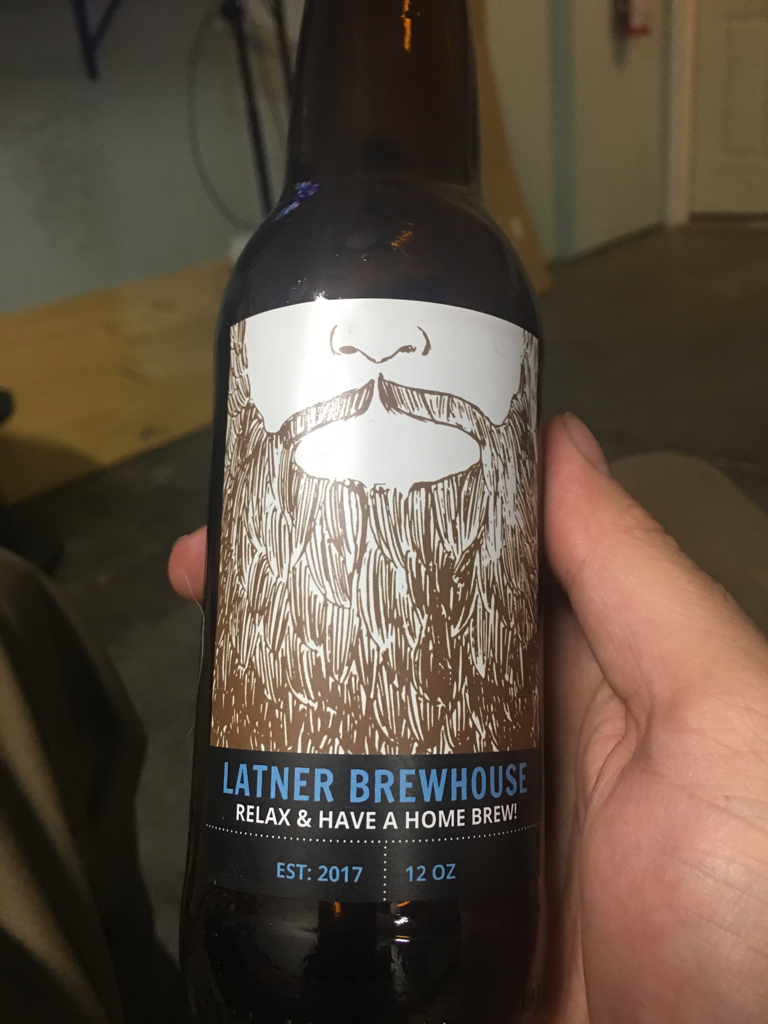 LATNER BREWHOUSE
RELAX & HAVE A HOME BREW!
EST: 2017 12 OZ